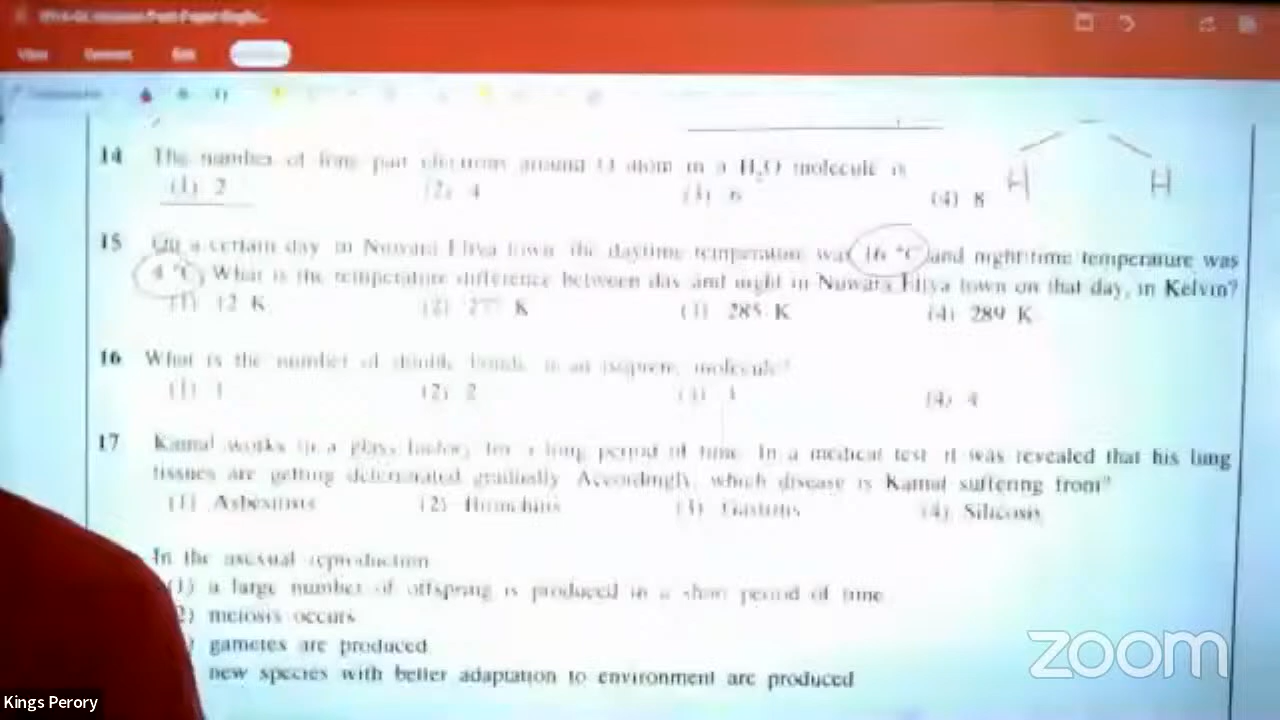 14 The number of lone pair electrons around O atom in a H₂O molecule is
(1) 2 (2) 4 (3) 6 (4) 8
H H
15 On a certain day in Nuwara Eliya town the daytime temperature was 16 °C and night-time temperature was
4 °C. What is the temperature difference between day and night in Nuwara Eliya town on that day, in Kelvin?
(1) 12 K (2) 277 K (3) 285 K (4) 289 K
16 What is the number of double bonds in an isoprene molecule?
(1) 1 (2) 2 (3) 3 (4) 4
17 Kamal works in a glass factory for a long period of time. In a medical test it was revealed that his lung
tissues are getting deteriorated gradually. Accordingly, which disease is Kamal suffering from?
(1) Asbestosis (2) Bronchitis (3) Gastritis (4) Silicosis
In the asexual reproduction
(1) a large number of offspring is produced in a short period of time
2) meiosis occurs
) gametes are produced
new species with better adaptation to environment are produced
zoom
Kings Perory